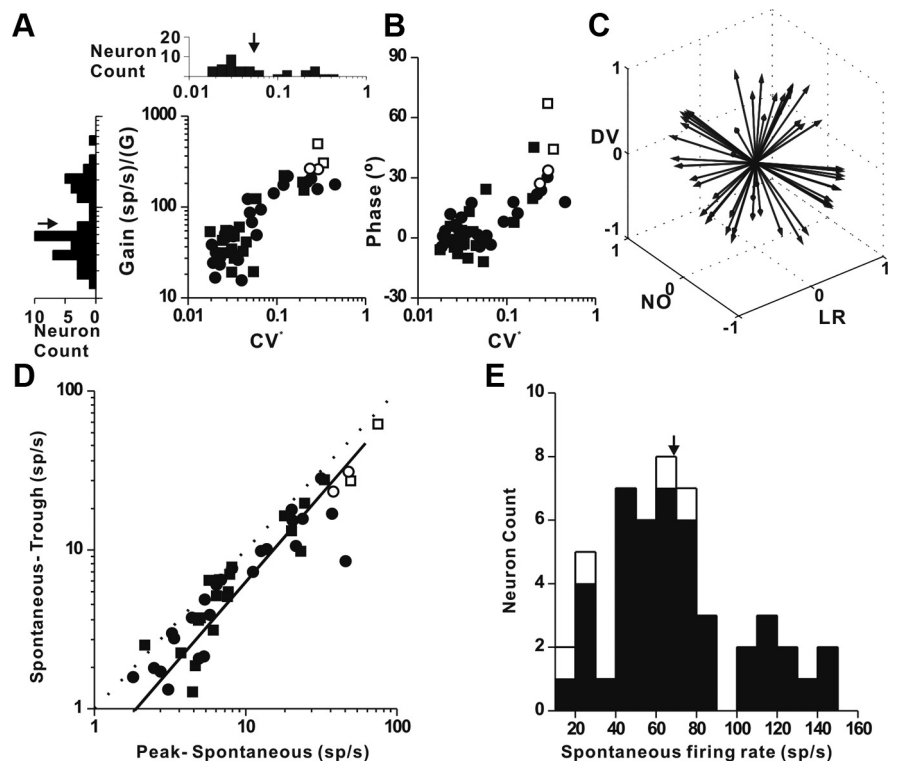 A
Neuron
Count
20
10
0.01 0.1 1
1000
100
10
Gain (sp/s)/(G)
10 5 0
Neuron
Count
0.01 0.1 1
CV*
B
90
60
30
0
-30
Phase (º)
0.01 0.1 1
CV*
C
1
DV
0
-1
1
NO
0
-1
0
LR
1
D
100
10
1
Spontaneous-Trough (sp/s)
1 10 100
Peak-Spontaneous (sp/s)
E
10
8
6
4
2
0
Neuron Count
20 40 60 80 100 120 140 160
Spontaneous firing rate (sp/s)